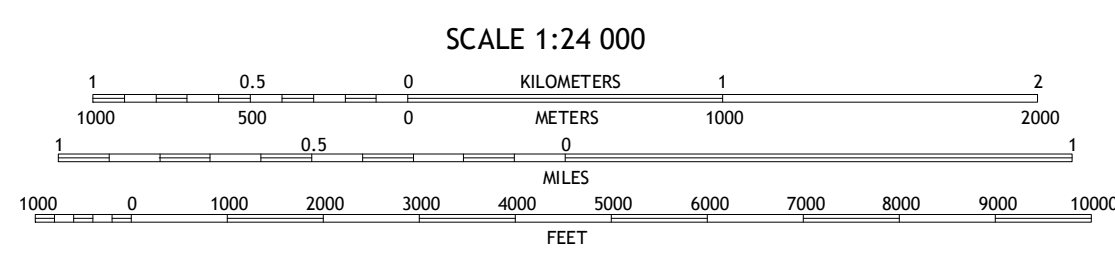 SCALE 1:24 000
1 0.5 0 KILOMETERS 1 2
1000 500 0 METERS 1000 2000
1 0.5 0 1
MILES
1000 0 1000 2000 3000 4000 5000 6000 7000 8000 9000 10000
FEET